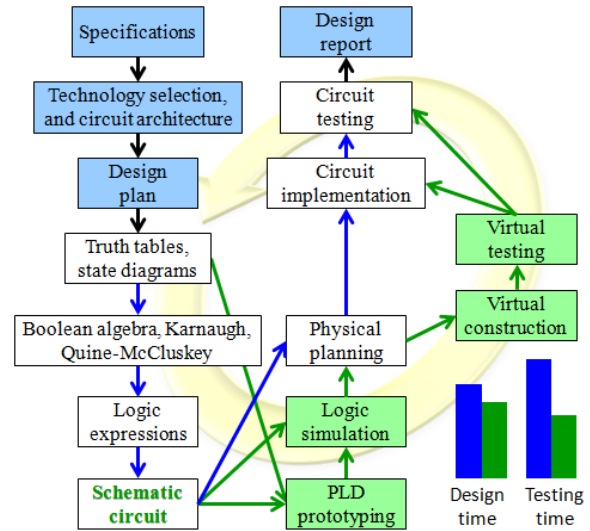 Specifications
Technology selection,
and circuit architecture
Design
plan
Truth tables,
state diagrams
Boolean algebra, Karnaugh,
Quine-McCluskey
Logic
expressions
Schematic
circuit
Design
report
Circuit
testing
Circuit
implementation
Physical
planning
Logic
simulation
PLD
prototyping
Virtual
testing
Virtual
construction
Design
time
Testing
time